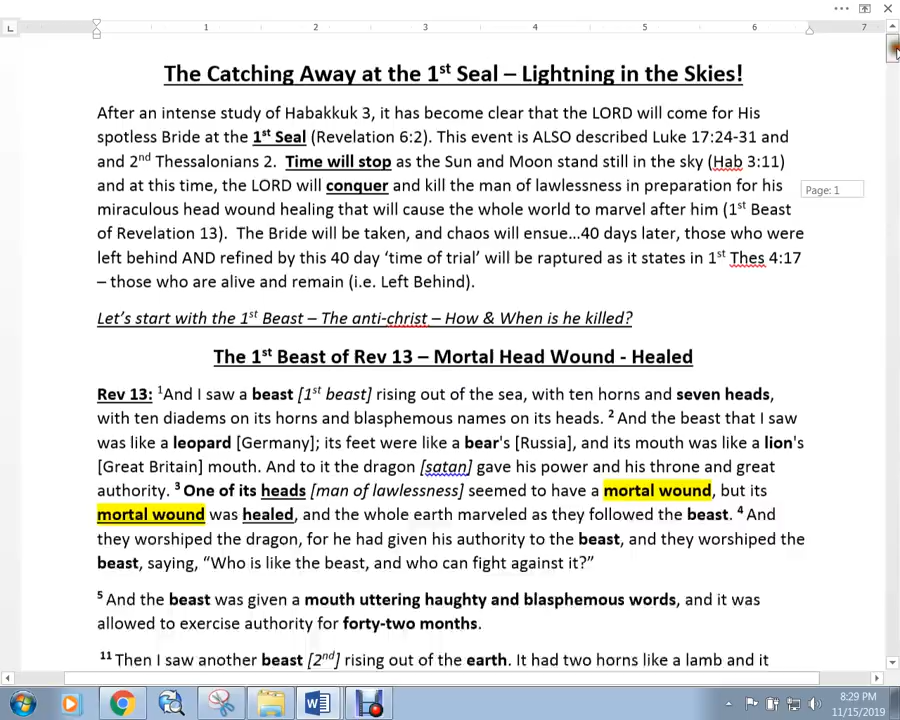 1 2 3 4 5 6 7
The Catching Away at the 1st Seal – Lightning in the Skies!
After an intense study of Habakkuk 3, it has become clear that the LORD will come for His
spotless Bride at the 1st Seal (Revelation 6:2). This event is ALSO described Luke 17:24-31 and
and 2nd Thessalonians 2. Time will stop as the Sun and Moon stand still in the sky (Hab 3:11)
and at this time, the LORD will conquer and kill the man of lawlessness in preparation for his
Page: 1
miraculous head wound healing that will cause the whole world to marvel after him (1st Beast
of Revelation 13). The Bride will be taken, and chaos will ensue…40 days later, those who were
left behind AND refined by this 40 day ‘time of trial’ will be raptured as it states in 1st Thes 4:17
– those who are alive and remain (i.e. Left Behind).
Let’s start with the 1st Beast – The anti-christ – How & When is he killed?
The 1st Beast of Rev 13 – Mortal Head Wound - Healed
Rev 13: 1And I saw a beast [1st beast] rising out of the sea, with ten horns and seven heads,
with ten diadems on its horns and blasphemous names on its heads. 2 And the beast that I saw
was like a leopard [Germany]; its feet were like a bear's [Russia], and its mouth was like a lion's
[Great Britain] mouth. And to it the dragon [satan] gave his power and his throne and great
authority. 3 One of its heads [man of lawlessness] seemed to have a mortal wound, but its
mortal wound was healed, and the whole earth marveled as they followed the beast. 4 And
they worshiped the dragon, for he had given his authority to the beast, and they worshiped the
beast, saying, “Who is like the beast, and who can fight against it?”
5 And the beast was given a mouth uttering haughty and blasphemous words, and it was
allowed to exercise authority for forty-two months.
11 Then I saw another beast [2nd] rising out of the earth. It had two horns like a lamb and it
8:29 PM
11/15/2019